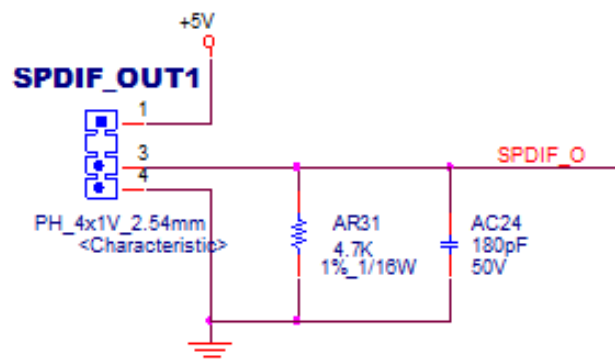 +5V
SPDIF_OUT1
1
3
4
SPDIF_O
PH_4x1V_2.54mm
<Characteristic>
AR31
4.7K
1%_1/16W
AC24
180pF
50V